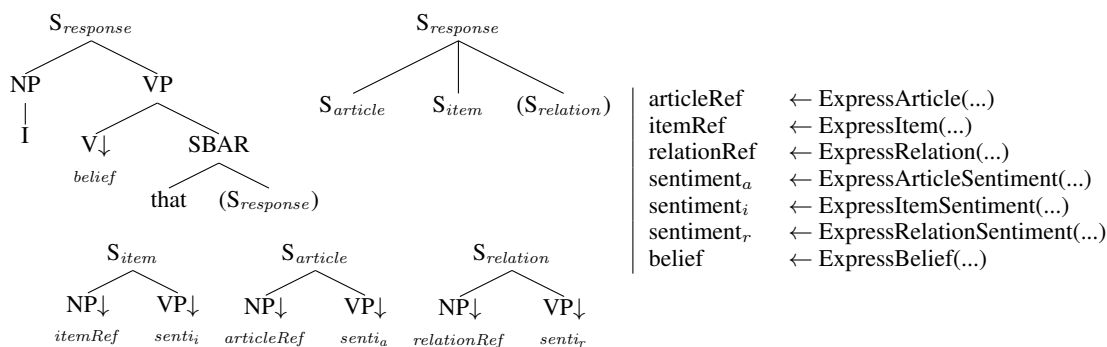 S_response S_response
NP VP
S_article S_item (S_relation)
I V↓ SBAR
belief
that (S_response)
articleRef ← ExpressArticle(...)
itemRef ← ExpressItem(...)
relationRef ← ExpressRelation(...)
sentiment_a ← ExpressArticleSentiment(...)
sentiment_i ← ExpressItemSentiment(...)
sentiment_r ← ExpressRelationSentiment(...)
belief ← ExpressBelief(...)
S_item S_article S_relation
NP↓ VP↓ NP↓ VP↓ NP↓ VP↓
itemRef senti_i articleRef senti_a relationRef senti_r